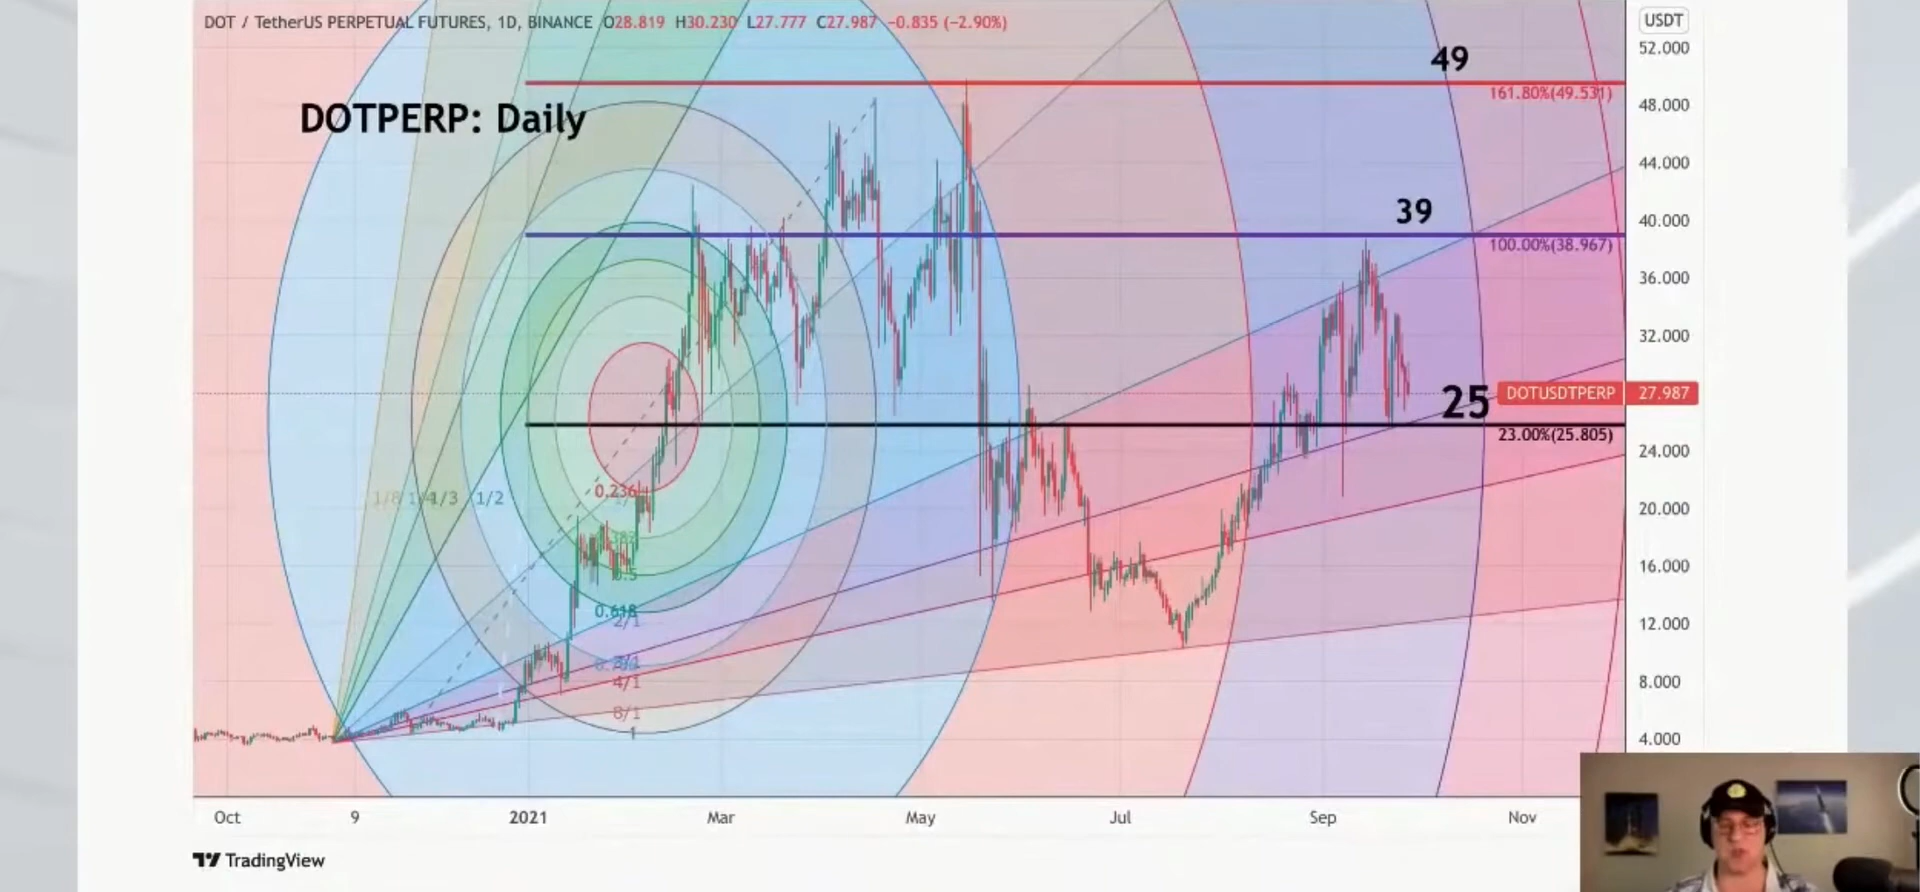 DOT / TetherUS PERPETUAL FUTURES, 1D, BINANCE O28.819 H30.230 L27.777 C27.987 −0.835 (−2.90%)
USDT
52.000
49
161.80%(49.531)
48.000
DOTPERP: Daily
44.000
39
40.000
100.00%(38.967)
36.000
32.000
25
DOTUSDTPERP
27.987
23.00%(25.805)
24.000
1/8
1/3
1/2
0.236
20.000
0.5
16.000
0.618
2/1
12.000
4/1
8.000
8/1
1
4.000
Oct
9
2021
Mar
May
Jul
Sep
Nov
TradingView